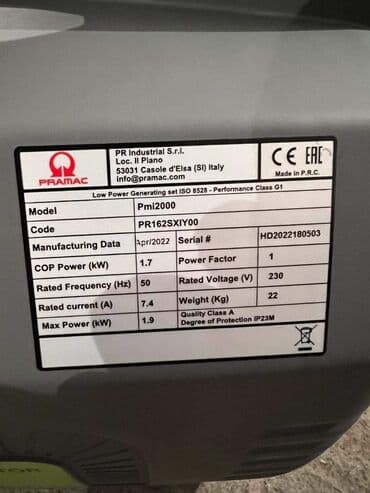 PRAMAC
PR Industrial S.r.l.
Loc. Il Piano
53031 Casole d'Elsa (SI) Italy
info@pramac.com
CE EAC
Made in P.R.C.
Low Power Generating set ISO 8528 - Performance Class G1
Model Pmi2000
Code PR162SXIY00
Manufacturing Data Apr/2022 Serial # HD2022180503
COP Power (kW) 1.7 Power Factor 1
Rated Frequency (Hz) 50 Rated Voltage (V) 230
Rated current (A) 7.4 Weight (Kg) 22
Max Power (kW) 1.9 Quality Class A
Degree of Protection IP23M
TOR